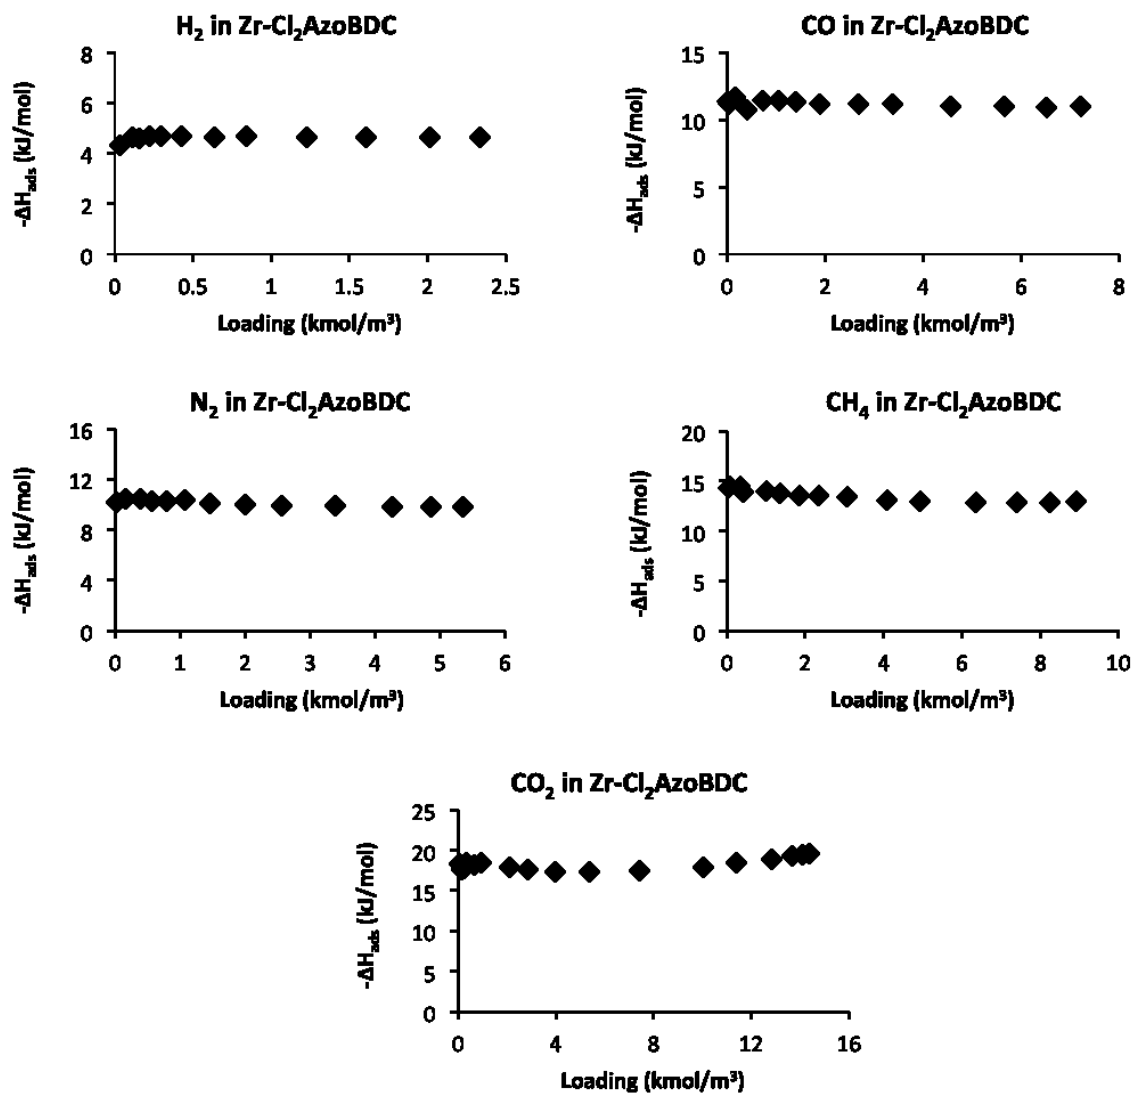 H₂ in Zr-Cl₂AzoBDC
-ΔHₐdₛ (kJ/mol)
8
6
4
2
0
0 0.5 1 1.5 2 2.5
Loading (kmol/m³)
CO in Zr-Cl₂AzoBDC
-ΔHₐdₛ (kJ/mol)
15
10
5
0
0 2 4 6 8
Loading (kmol/m³)
N₂ in Zr-Cl₂AzoBDC
-ΔHₐdₛ (kJ/mol)
16
12
8
4
0
0 1 2 3 4 5 6
Loading (kmol/m³)
CH₄ in Zr-Cl₂AzoBDC
-ΔHₐdₛ (kJ/mol)
20
15
10
5
0
0 2 4 6 8 10
Loading (kmol/m³)
CO₂ in Zr-Cl₂AzoBDC
-ΔHₐdₛ (kJ/mol)
25
20
15
10
5
0
0 4 8 12 16
Loading (kmol/m³)